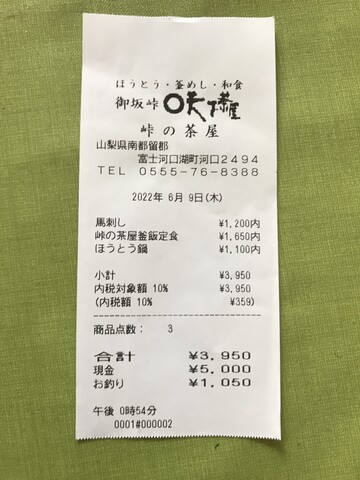 ほうとう・釜めし・和食
御坂峠
峠の茶屋
山梨県南都留郡
富士河口湖町河口2494
TEL 0555-76-8388
2022年 6月 9日(木)
馬刺し ¥1,200内
峠の茶屋釜飯定食 ¥1,650内
ほうとう鍋 ¥1,100内
小計 ¥3,950
内税対象額 10% ¥3,950
(内税額 10% ¥359)
商品点数: 3
合計 ¥3,950
現金 ¥5,000
お釣り ¥1,050
午後 0時54分
0001#000002